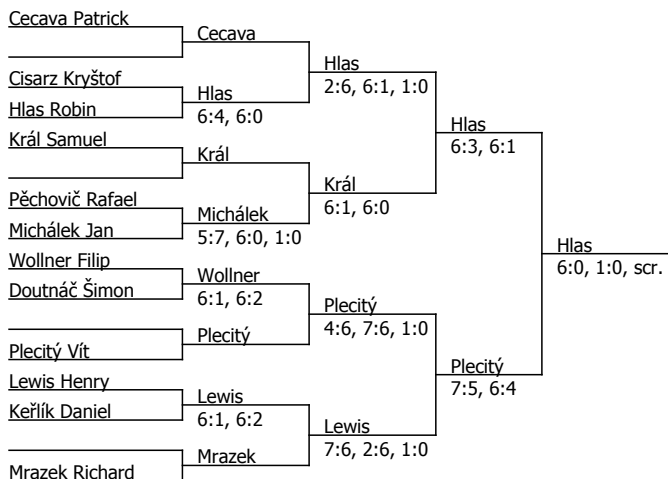 Cecava Patrick
Cisarz Kryštof
Hlas Robin
Král Samuel
Pěchovič Rafael
Michálek Jan
Wollner Filip
Doutnáč Šimon
Plecitý Vít
Lewis Henry
Keřlík Daniel
Mrazek Richard
Cecava
Hlas
6:4, 6:0
Král
Michálek
5:7, 6:0, 1:0
Wollner
6:1, 6:2
Plecitý
Lewis
6:1, 6:2
Mrazek
Hlas
2:6, 6:1, 1:0
Král
6:1, 6:0
Plecitý
4:6, 7:6, 1:0
Lewis
7:6, 2:6, 1:0
Hlas
6:3, 6:1
Plecitý
7:5, 6:4
Hlas
6:0, 1:0, scr.